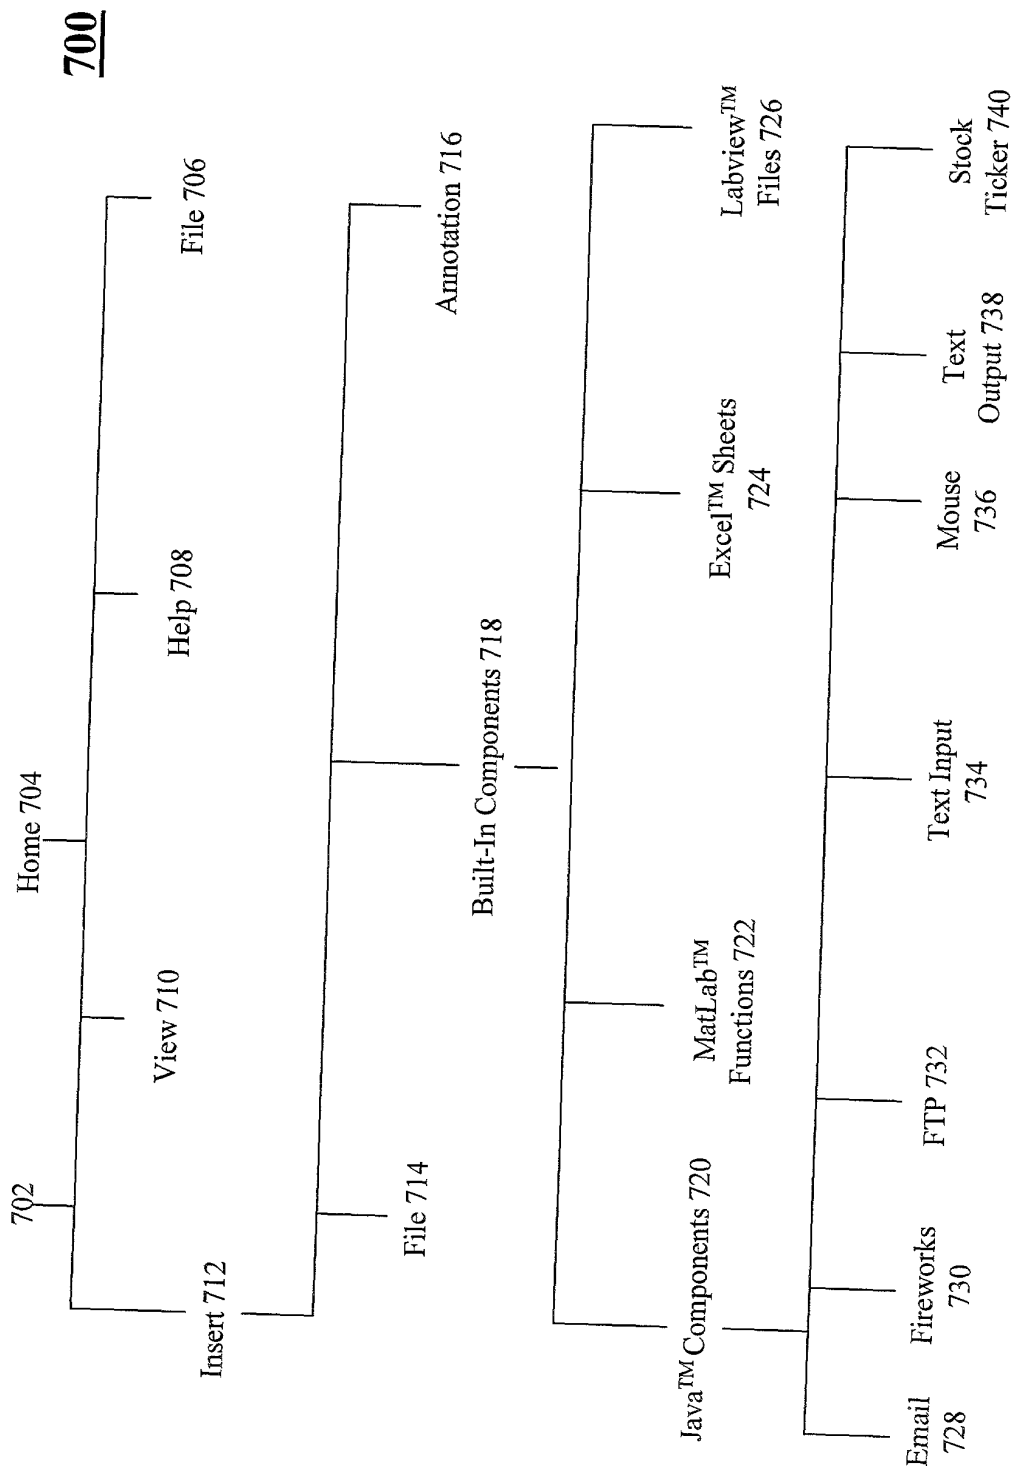 700
702
Home 704
Insert 712
View 710
Help 708
File 706
File 714
Built-In Components 718
Annotation 716
Java™ Components 720
MatLab™
Functions 722
Excel™ Sheets
724
Labview™
Files 726
Email
728
Fireworks
730
FTP 732
Text Input
734
Mouse
736
Text
Output 738
Stock
Ticker 740